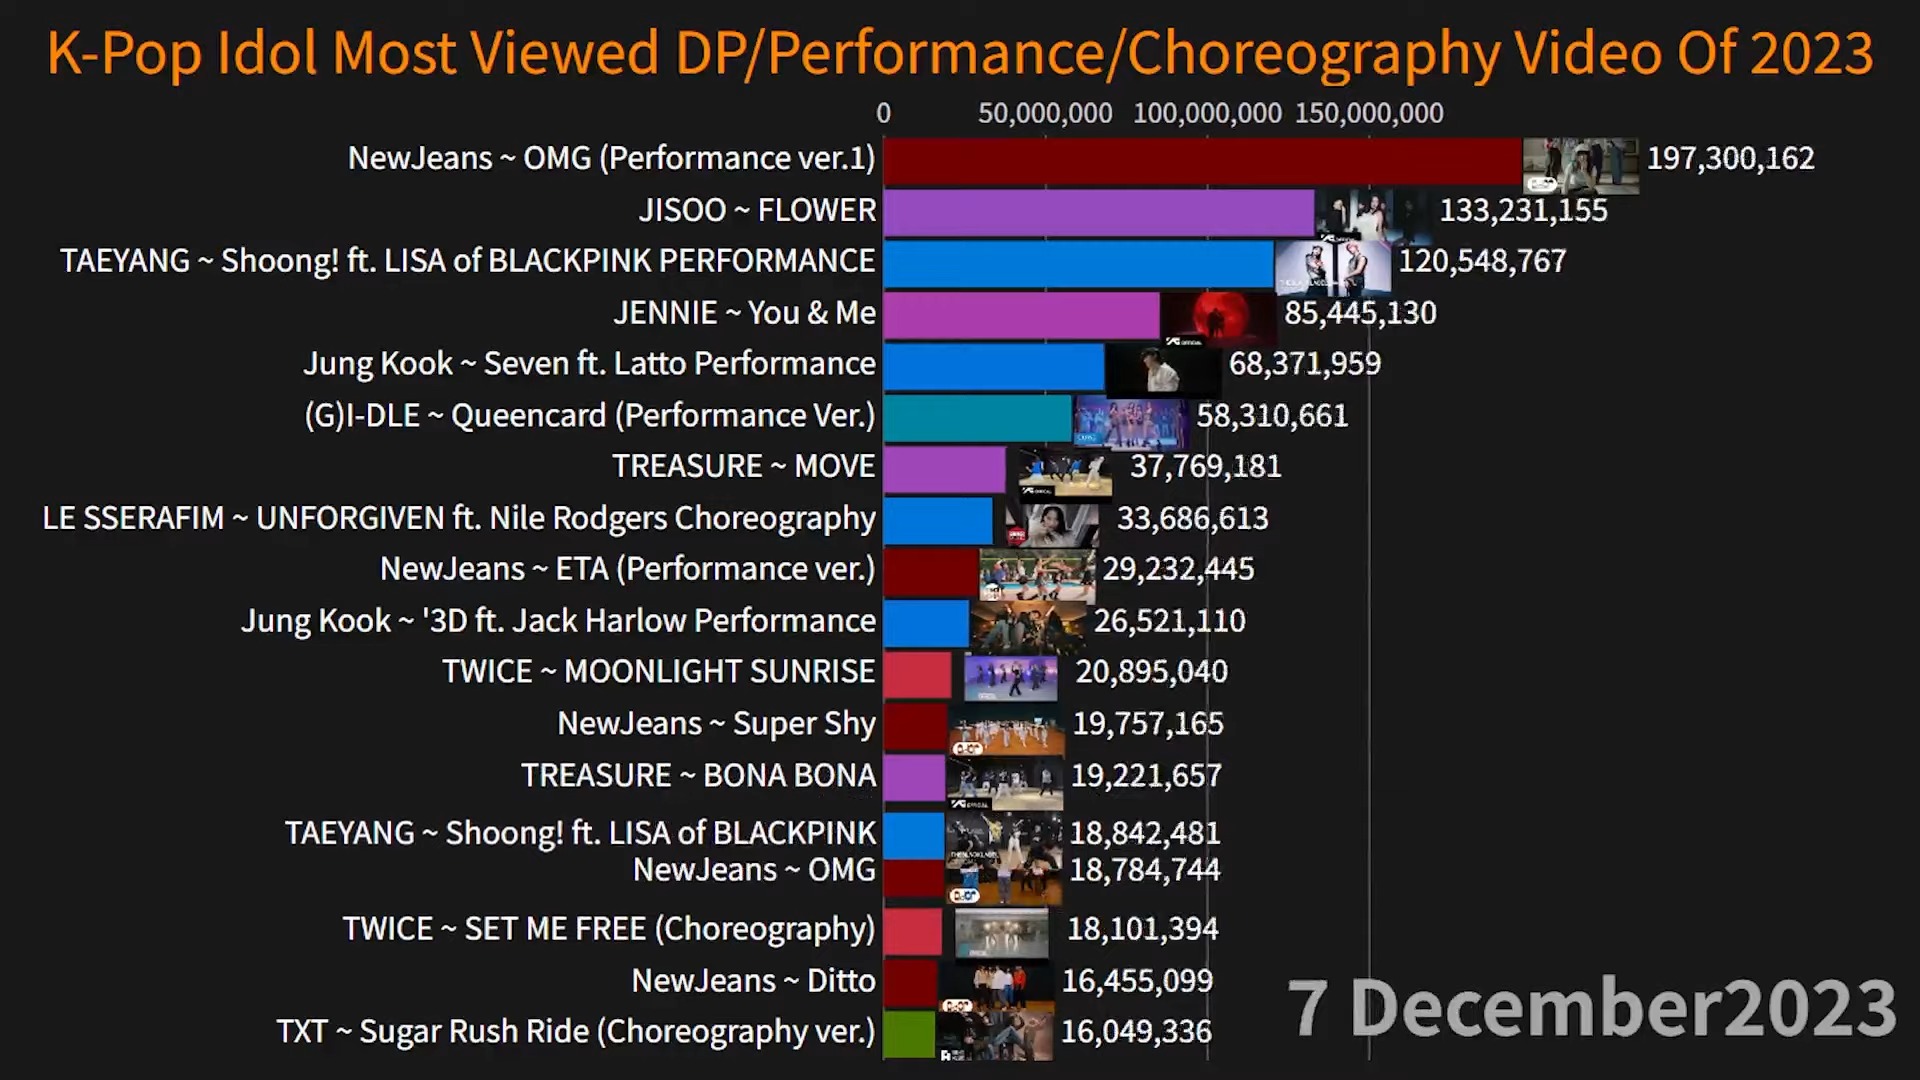 K-Pop Idol Most Viewed DP/Performance/Choreography Video Of 2023
0 50,000,000 100,000,000 150,000,000
NewJeans ~ OMG (Performance ver.1) 197,300,162
JISOO ~ FLOWER 133,231,155
TAEYANG ~ Shoong! ft. LISA of BLACKPINK PERFORMANCE 120,548,767
JENNIE ~ You & Me 85,445,130
Jung Kook ~ Seven ft. Latto Performance 68,371,959
(G)I-DLE ~ Queencard (Performance Ver.) 58,310,661
TREASURE ~ MOVE 37,769,181
LE SSERAFIM ~ UNFORGIVEN ft. Nile Rodgers Choreography 33,686,613
NewJeans ~ ETA (Performance ver.) 29,232,445
Jung Kook ~ '3D ft. Jack Harlow Performance 26,521,110
TWICE ~ MOONLIGHT SUNRISE 20,895,040
NewJeans ~ Super Shy 19,757,165
TREASURE ~ BONA BONA 19,221,657
TAEYANG ~ Shoong! ft. LISA of BLACKPINK 18,842,481
NewJeans ~ OMG 18,784,744
TWICE ~ SET ME FREE (Choreography) 18,101,394
NewJeans ~ Ditto 16,455,099
TXT ~ Sugar Rush Ride (Choreography ver.) 16,049,336
7 December2023